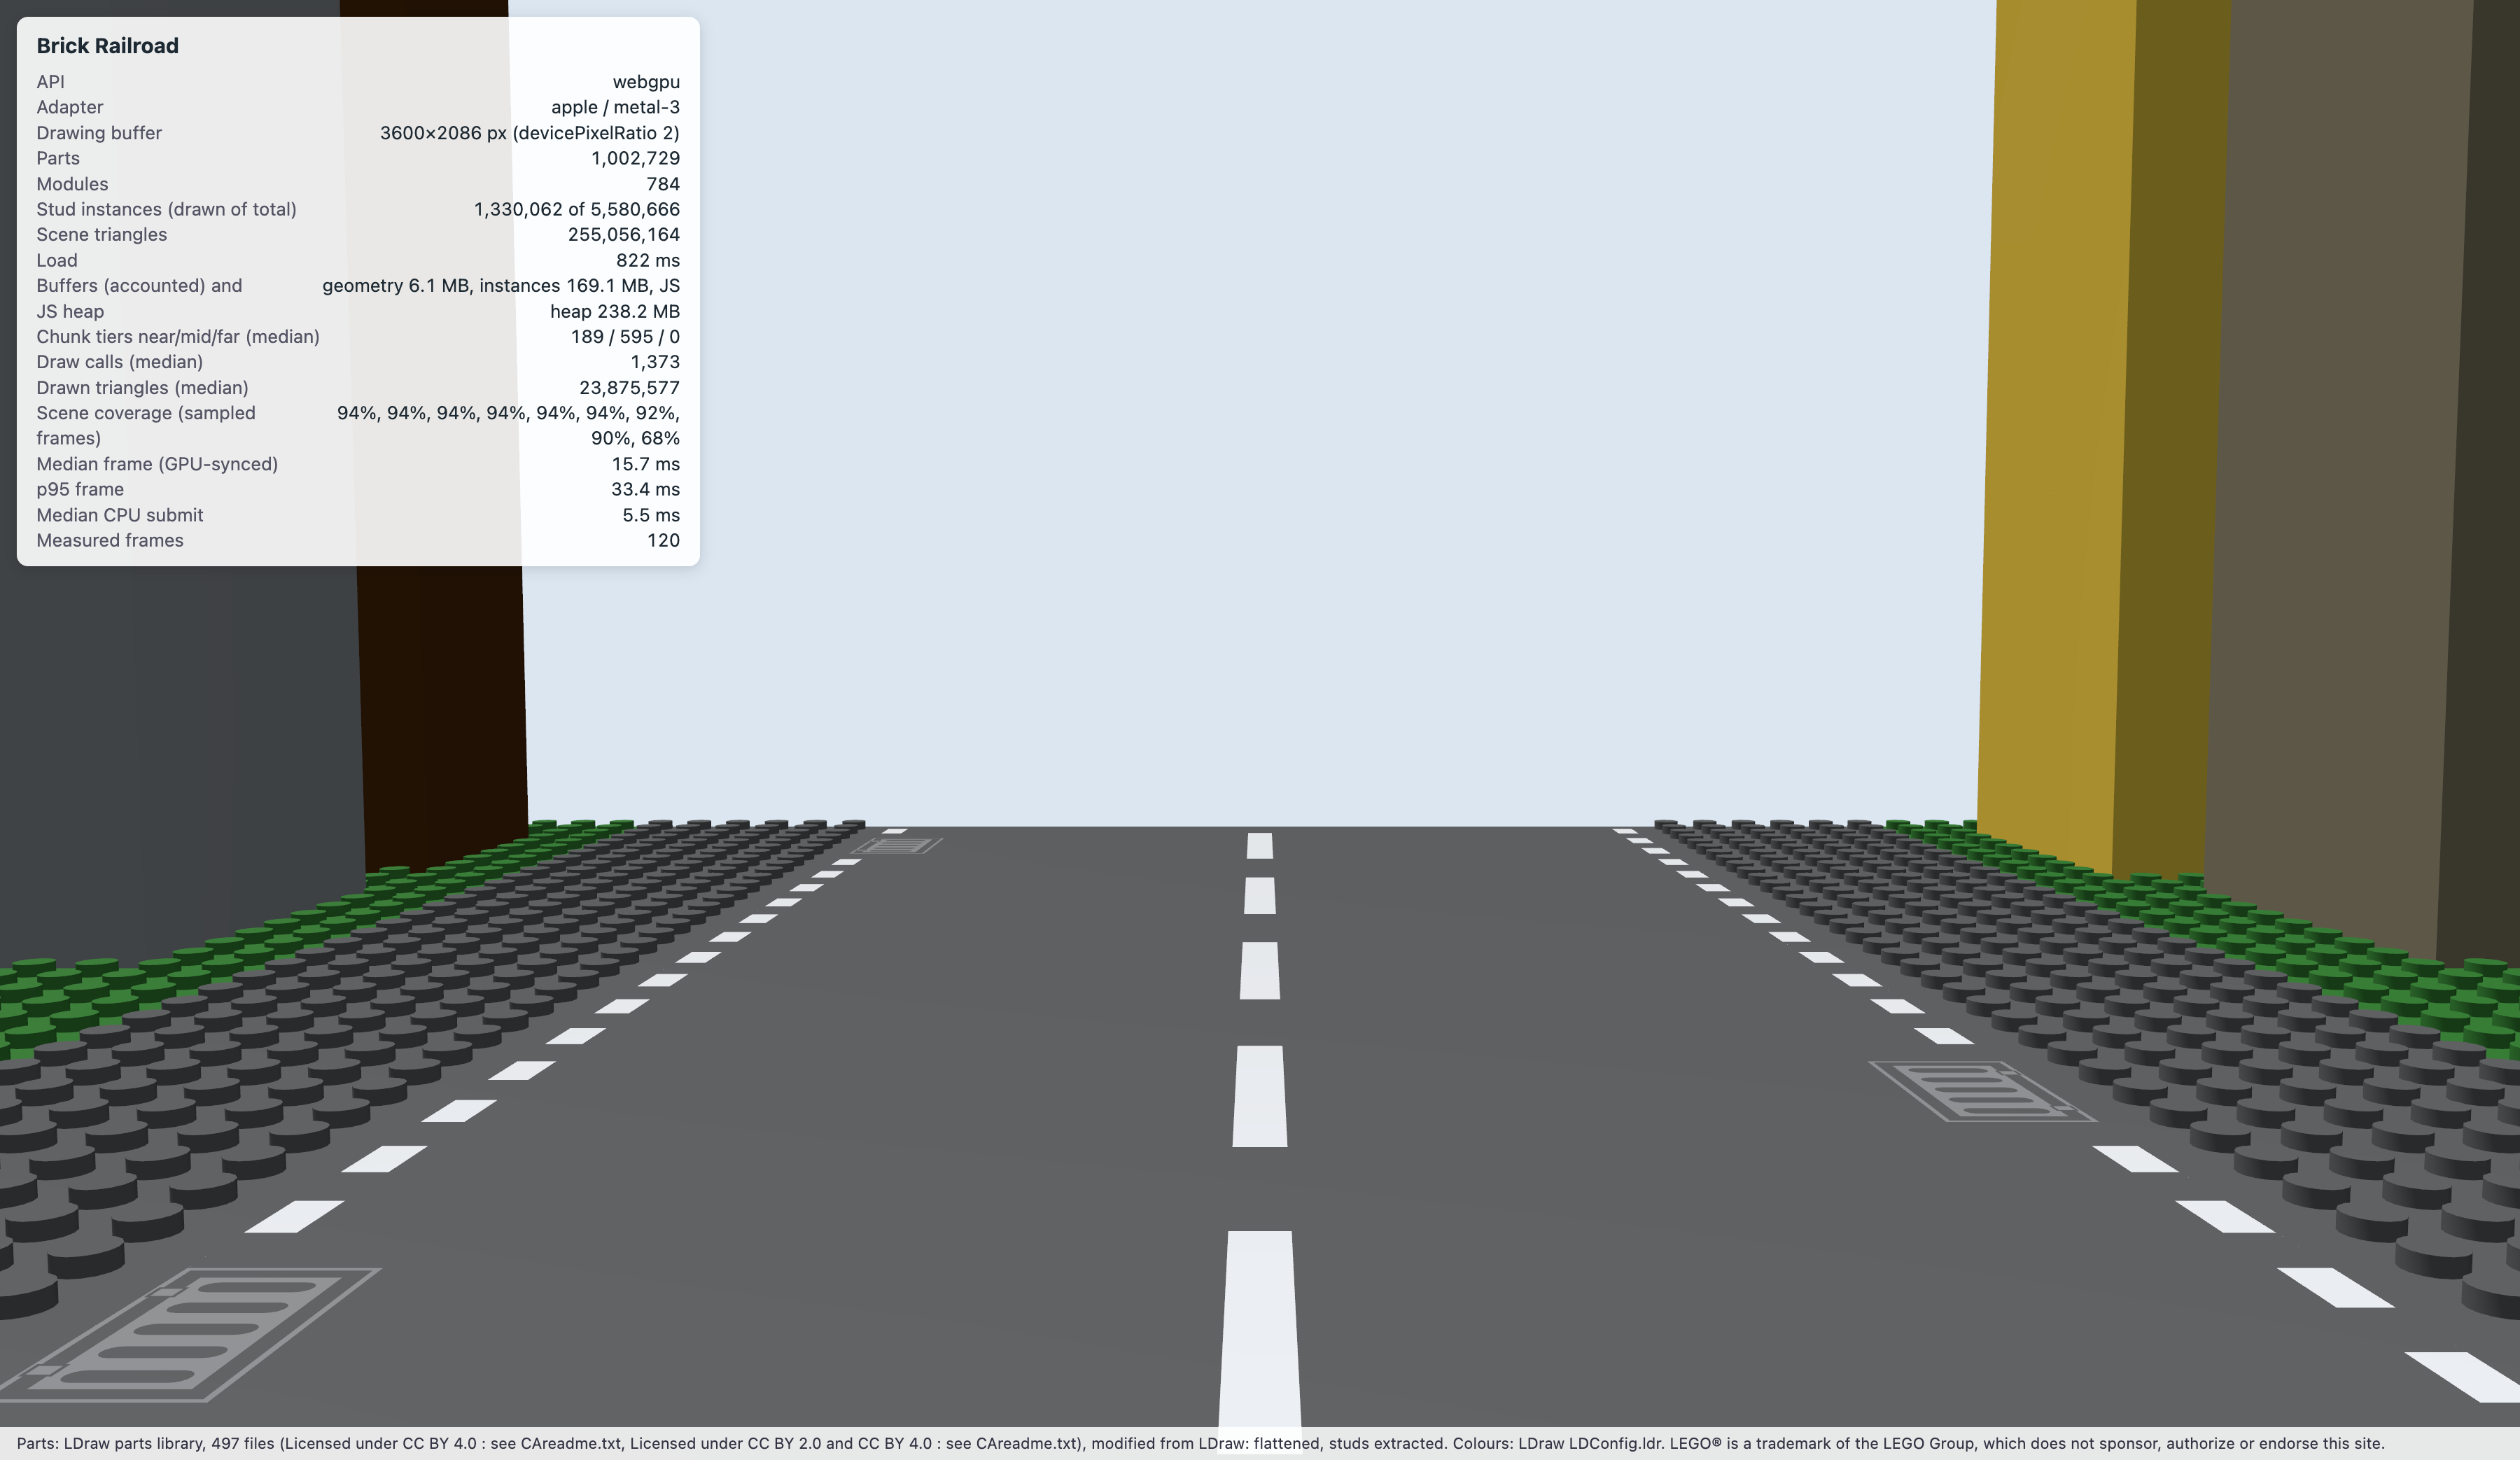 Brick Railroad
API webgpu
Adapter apple / metal-3
Drawing buffer 3600×2086 px (devicePixelRatio 2)
Parts 1,002,729
Modules 784
Stud instances (drawn of total) 1,330,062 of 5,580,666
Scene triangles 255,056,164
Load 822 ms
Buffers (accounted) and geometry 6.1 MB, instances 169.1 MB, JS
JS heap heap 238.2 MB
Chunk tiers near/mid/far (median) 189 / 595 / 0
Draw calls (median) 1,373
Drawn triangles (median) 23,875,577
Scene coverage (sampled 94%, 94%, 94%, 94%, 94%, 94%, 92%,
frames) 90%, 68%
Median frame (GPU-synced) 15.7 ms
p95 frame 33.4 ms
Median CPU submit 5.5 ms
Measured frames 120
Parts: LDraw parts library, 497 files (Licensed under CC BY 4.0 : see CAreadme.txt, Licensed under CC BY 2.0 and CC BY 4.0 : see CAreadme.txt), modified from LDraw: flattened, studs extracted. Colours: LDraw LDConfig.ldr. LEGO® is a trademark of the LEGO Group, which does not sponsor, authorize or endorse this site.